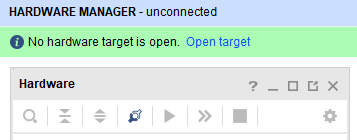 HARDWARE MANAGER - unconnected
No hardware target is open. Open target
Hardware